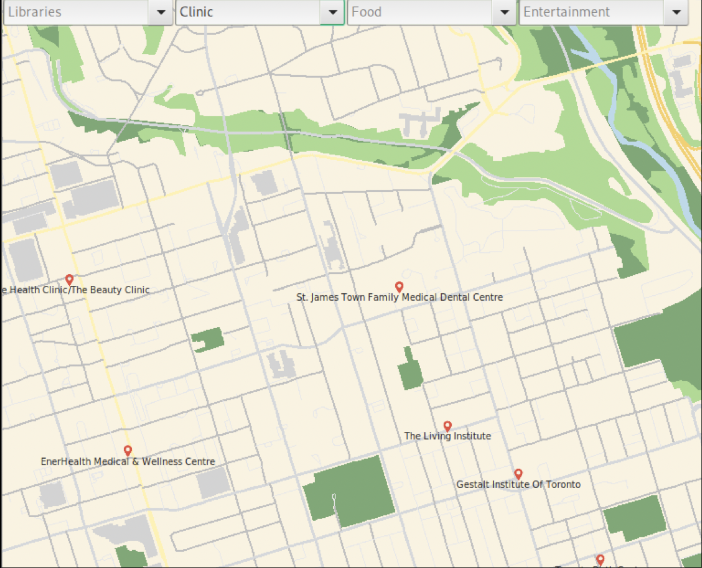 Libraries
Clinic
Food
Entertainment
e Health Clinic/The Beauty Clinic
St. James Town Family Medical Dental Centre
The Living Institute
EnerHealth Medical & Wellness Centre
Gestalt Institute Of Toronto